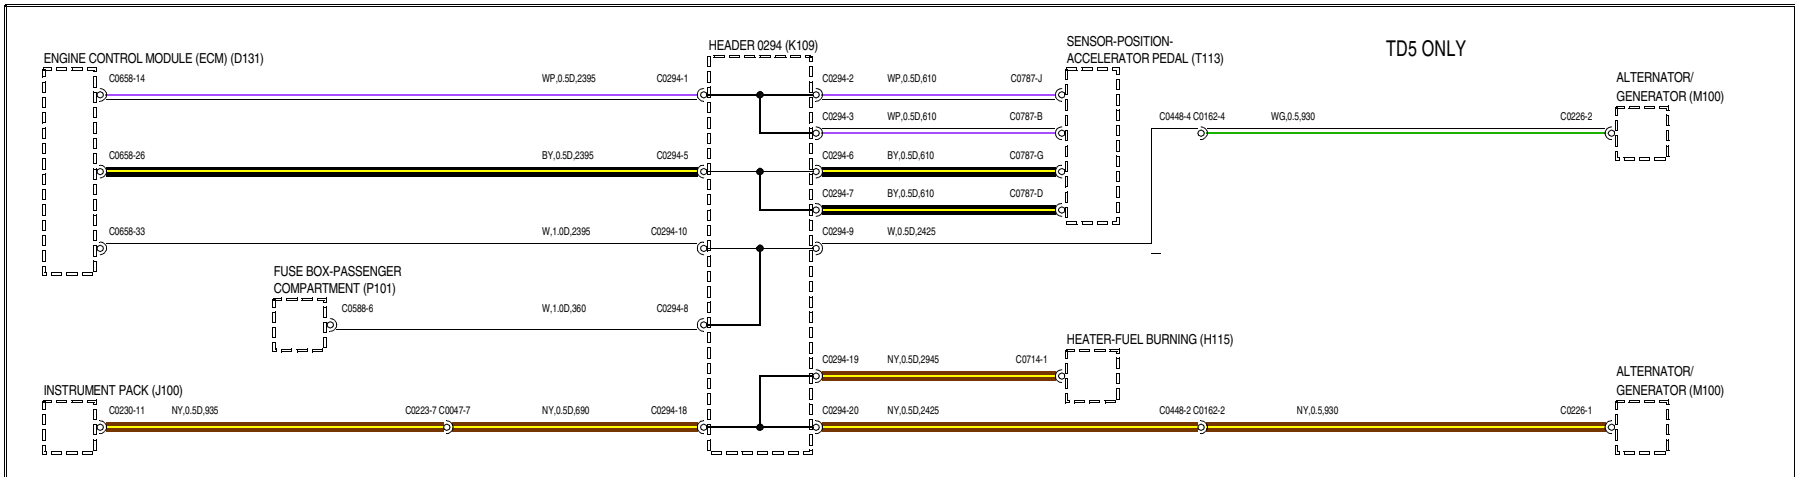 TD5 ONLY
ENGINE CONTROL MODULE (ECM) (D131)
HEADER 0294 (K109)
SENSOR-POSITION-
ACCELERATOR PEDAL (T113)
ALTERNATOR/
GENERATOR (M100)
C0658-14
WP,0.5D,2395
C0294-1
C0294-2
WP,0.5D,610
C0787-J
C0294-3
WP,0.5D,610
C0787-B
C0448-4 C0162-4
WG,0.5,930
C0226-2
C0658-26
BY,0.5D,2395
C0294-5
C0294-6
BY,0.5D,610
C0787-G
C0294-7
BY,0.5D,610
C0787-D
C0658-33
W,1.0D,2395
C0294-10
C0294-9
W,0.5D,2425
FUSE BOX-PASSENGER
COMPARTMENT (P101)
C0588-6
W,1.0D,360
C0294-8
HEATER-FUEL BURNING (H115)
C0294-19
NY,0.5D,2945
C0714-1
INSTRUMENT PACK (J100)
ALTERNATOR/
GENERATOR (M100)
C0230-11
NY,0.5D,935
C0223-7 C0047-7
NY,0.5D,690
C0294-18
C0294-20
NY,0.5D,2425
C0448-2 C0162-2
NY,0.5,930
C0226-1